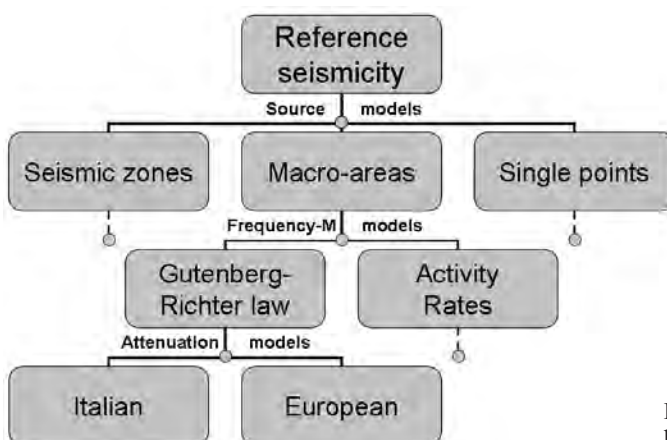 Reference
seismicity
Source models
Seismic zones
Macro-areas
Single points
Frequency-M models
Gutenberg-
Richter law
Activity
Rates
Attenuation models
Italian
European